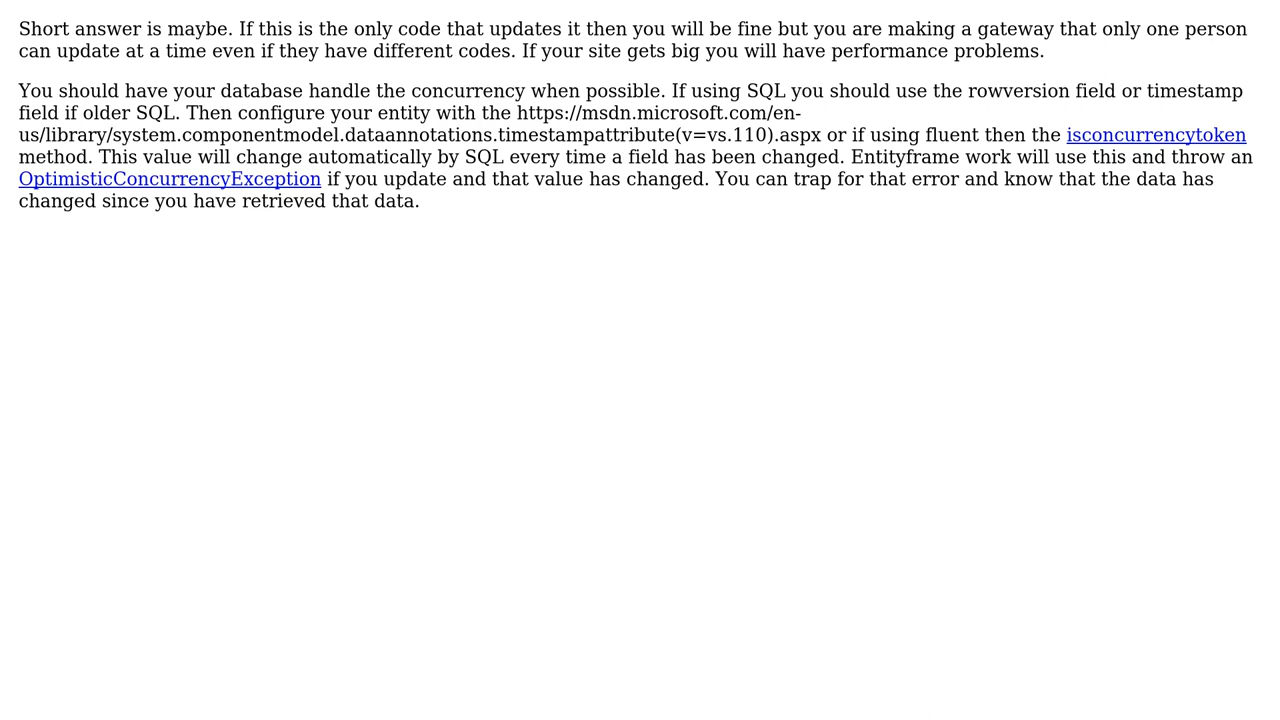 Short answer is maybe. If this is the only code that updates it then you will be fine but you are making a gateway that only one person
can update at a time even if they have different codes. If your site gets big you will have performance problems.
You should have your database handle the concurrency when possible. If using SQL you should use the rowversion field or timestamp
field if older SQL. Then configure your entity with the https://msdn.microsoft.com/en-
us/library/system.componentmodel.dataannotations.timestampattribute(v=vs.110).aspx or if using fluent then the isconcurrencytoken
method. This value will change automatically by SQL every time a field has been changed. Entityframe work will use this and throw an
OptimisticConcurrencyException if you update and that value has changed. You can trap for that error and know that the data has
changed since you have retrieved that data.